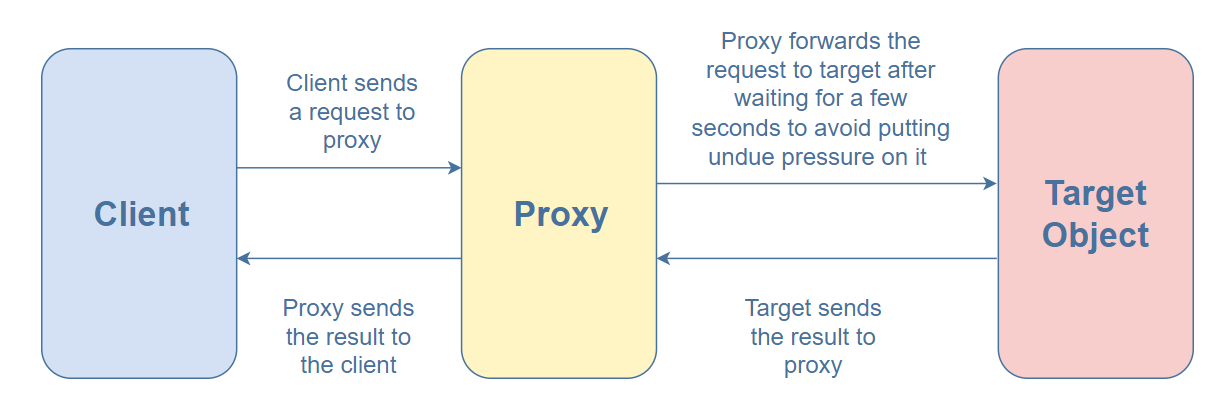 Client
Client sends
a request to
proxy
Proxy sends
the result to
the client
Proxy
Proxy forwards the
request to target after
waiting for a few
seconds to avoid putting
undue pressure on it
Target sends
the result to
proxy
Target
Object